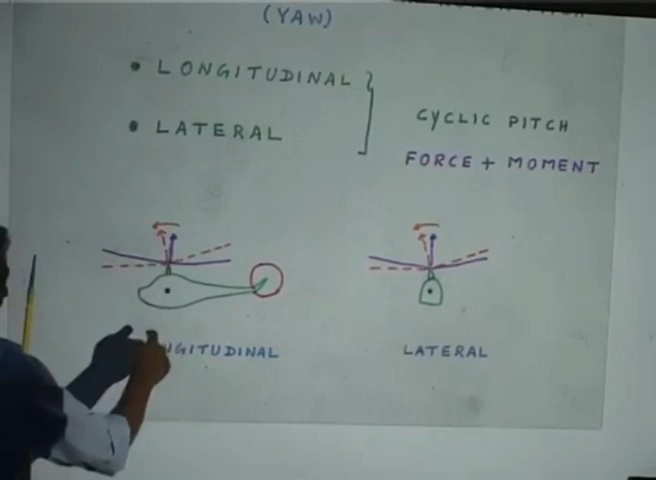 (YAW)
• LONGITUDINAL
• LATERAL
CYCLIC PITCH
FORCE + MOMENT
LATERAL